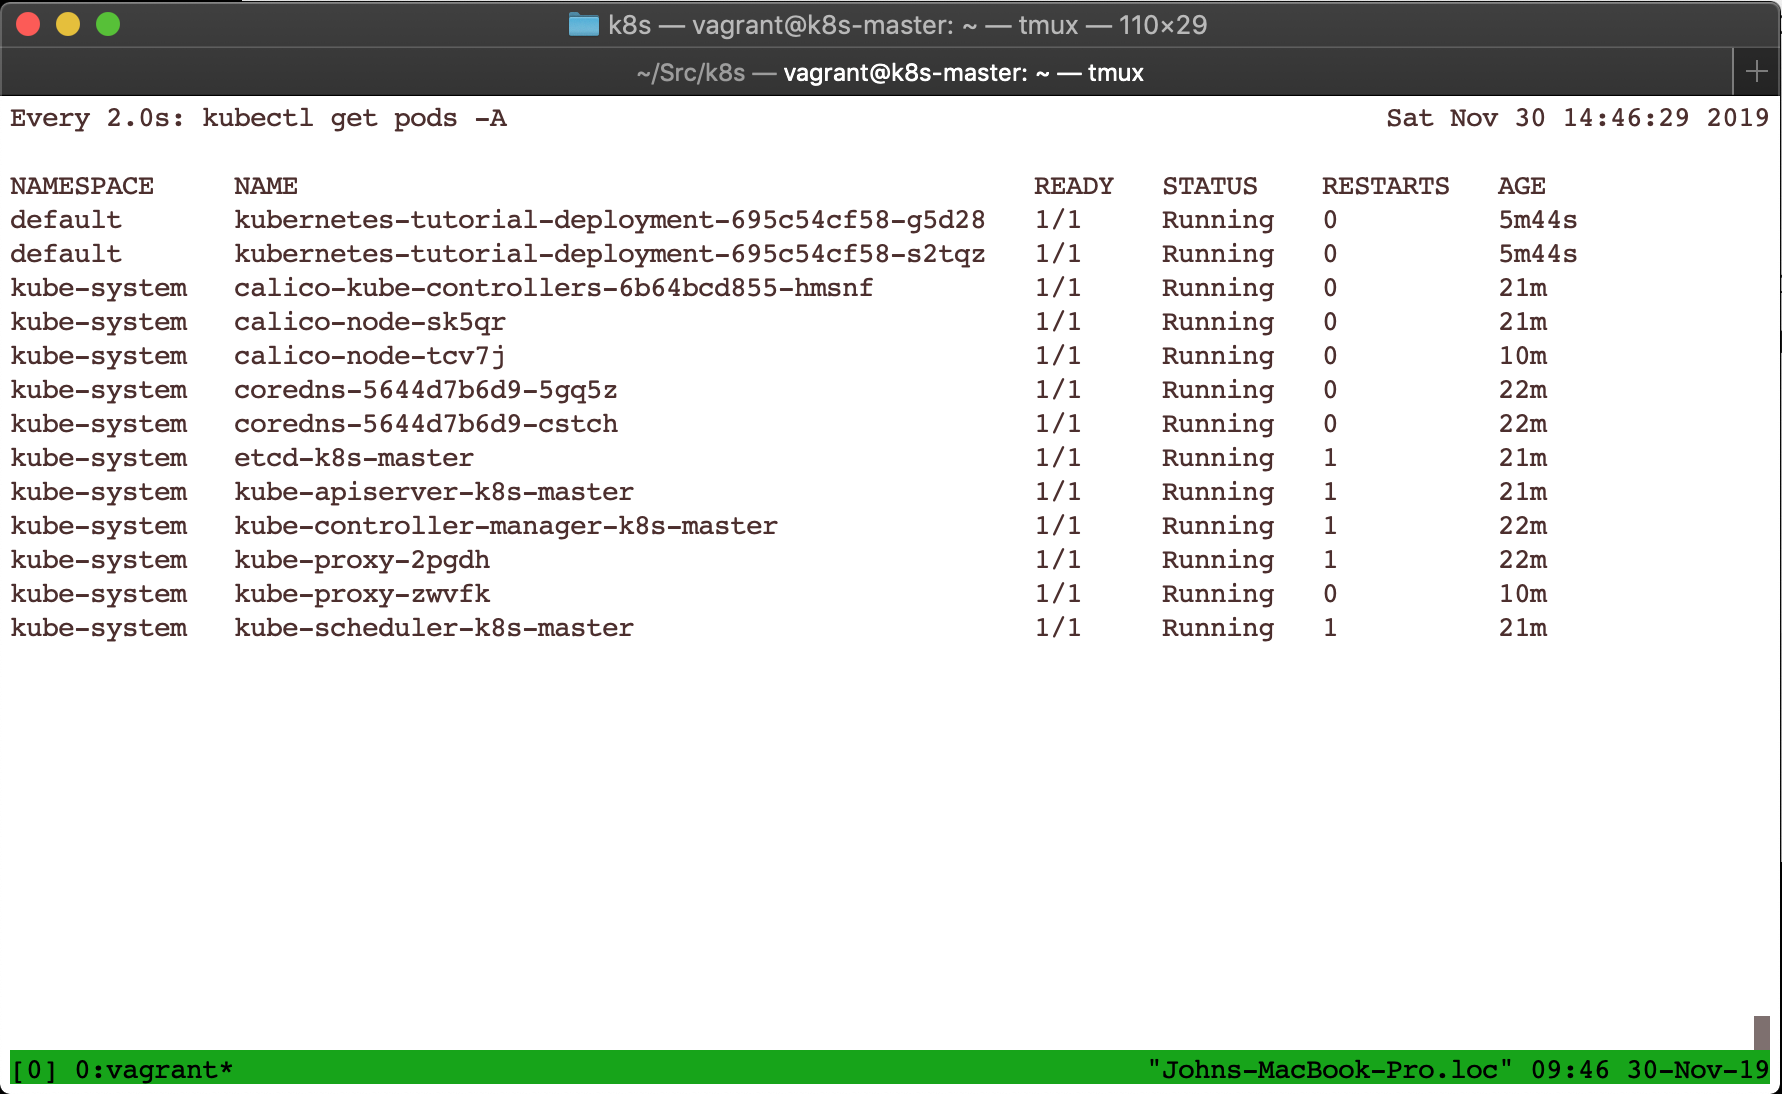 k8s — vagrant@k8s-master: ~ — tmux — 110×29
~/Src/k8s — vagrant@k8s-master: ~ — tmux
Every 2.0s: kubectl get pods -A Sat Nov 30 14:46:29 2019
NAMESPACE NAME READY STATUS RESTARTS AGE
default kubernetes-tutorial-deployment-695c54cf58-g5d28 1/1 Running 0 5m44s
default kubernetes-tutorial-deployment-695c54cf58-s2tqz 1/1 Running 0 5m44s
kube-system calico-kube-controllers-6b64bcd855-hmsnf 1/1 Running 0 21m
kube-system calico-node-sk5qr 1/1 Running 0 21m
kube-system calico-node-tcv7j 1/1 Running 0 10m
kube-system coredns-5644d7b6d9-5gq5z 1/1 Running 0 22m
kube-system coredns-5644d7b6d9-cstch 1/1 Running 0 22m
kube-system etcd-k8s-master 1/1 Running 1 21m
kube-system kube-apiserver-k8s-master 1/1 Running 1 21m
kube-system kube-controller-manager-k8s-master 1/1 Running 1 22m
kube-system kube-proxy-2pgdh 1/1 Running 1 22m
kube-system kube-proxy-zwvfk 1/1 Running 0 10m
kube-system kube-scheduler-k8s-master 1/1 Running 1 21m
[0] 0:vagrant* "Johns-MacBook-Pro.loc" 09:46 30-Nov-19